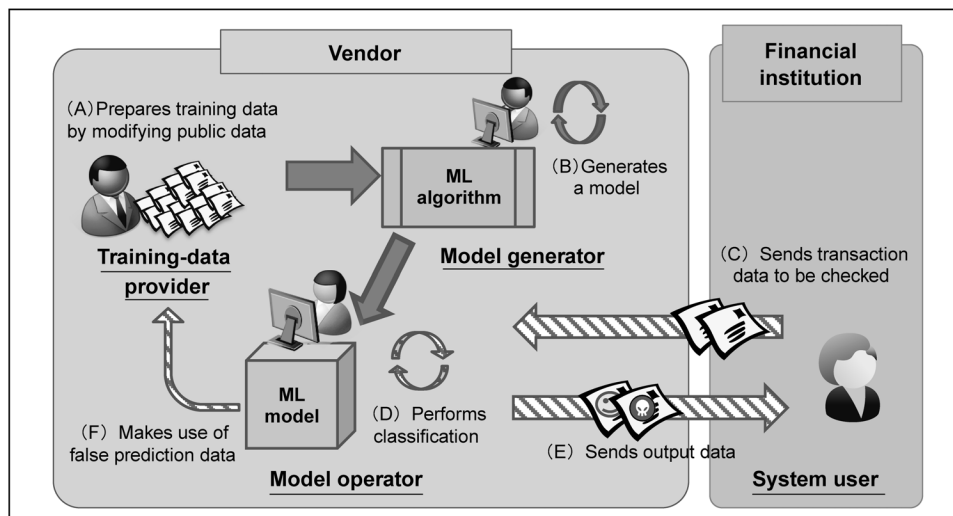 Vendor
Financial
institution
(A)Prepares training data
by modifying public data
ML
algorithm
(B)Generates
a model
Training-data
provider
Model generator
(C) Sends transaction
data to be checked
ML
model
(D) Performs
classification
(E) Sends output data
(F) Makes use of
false prediction data
Model operator
System user